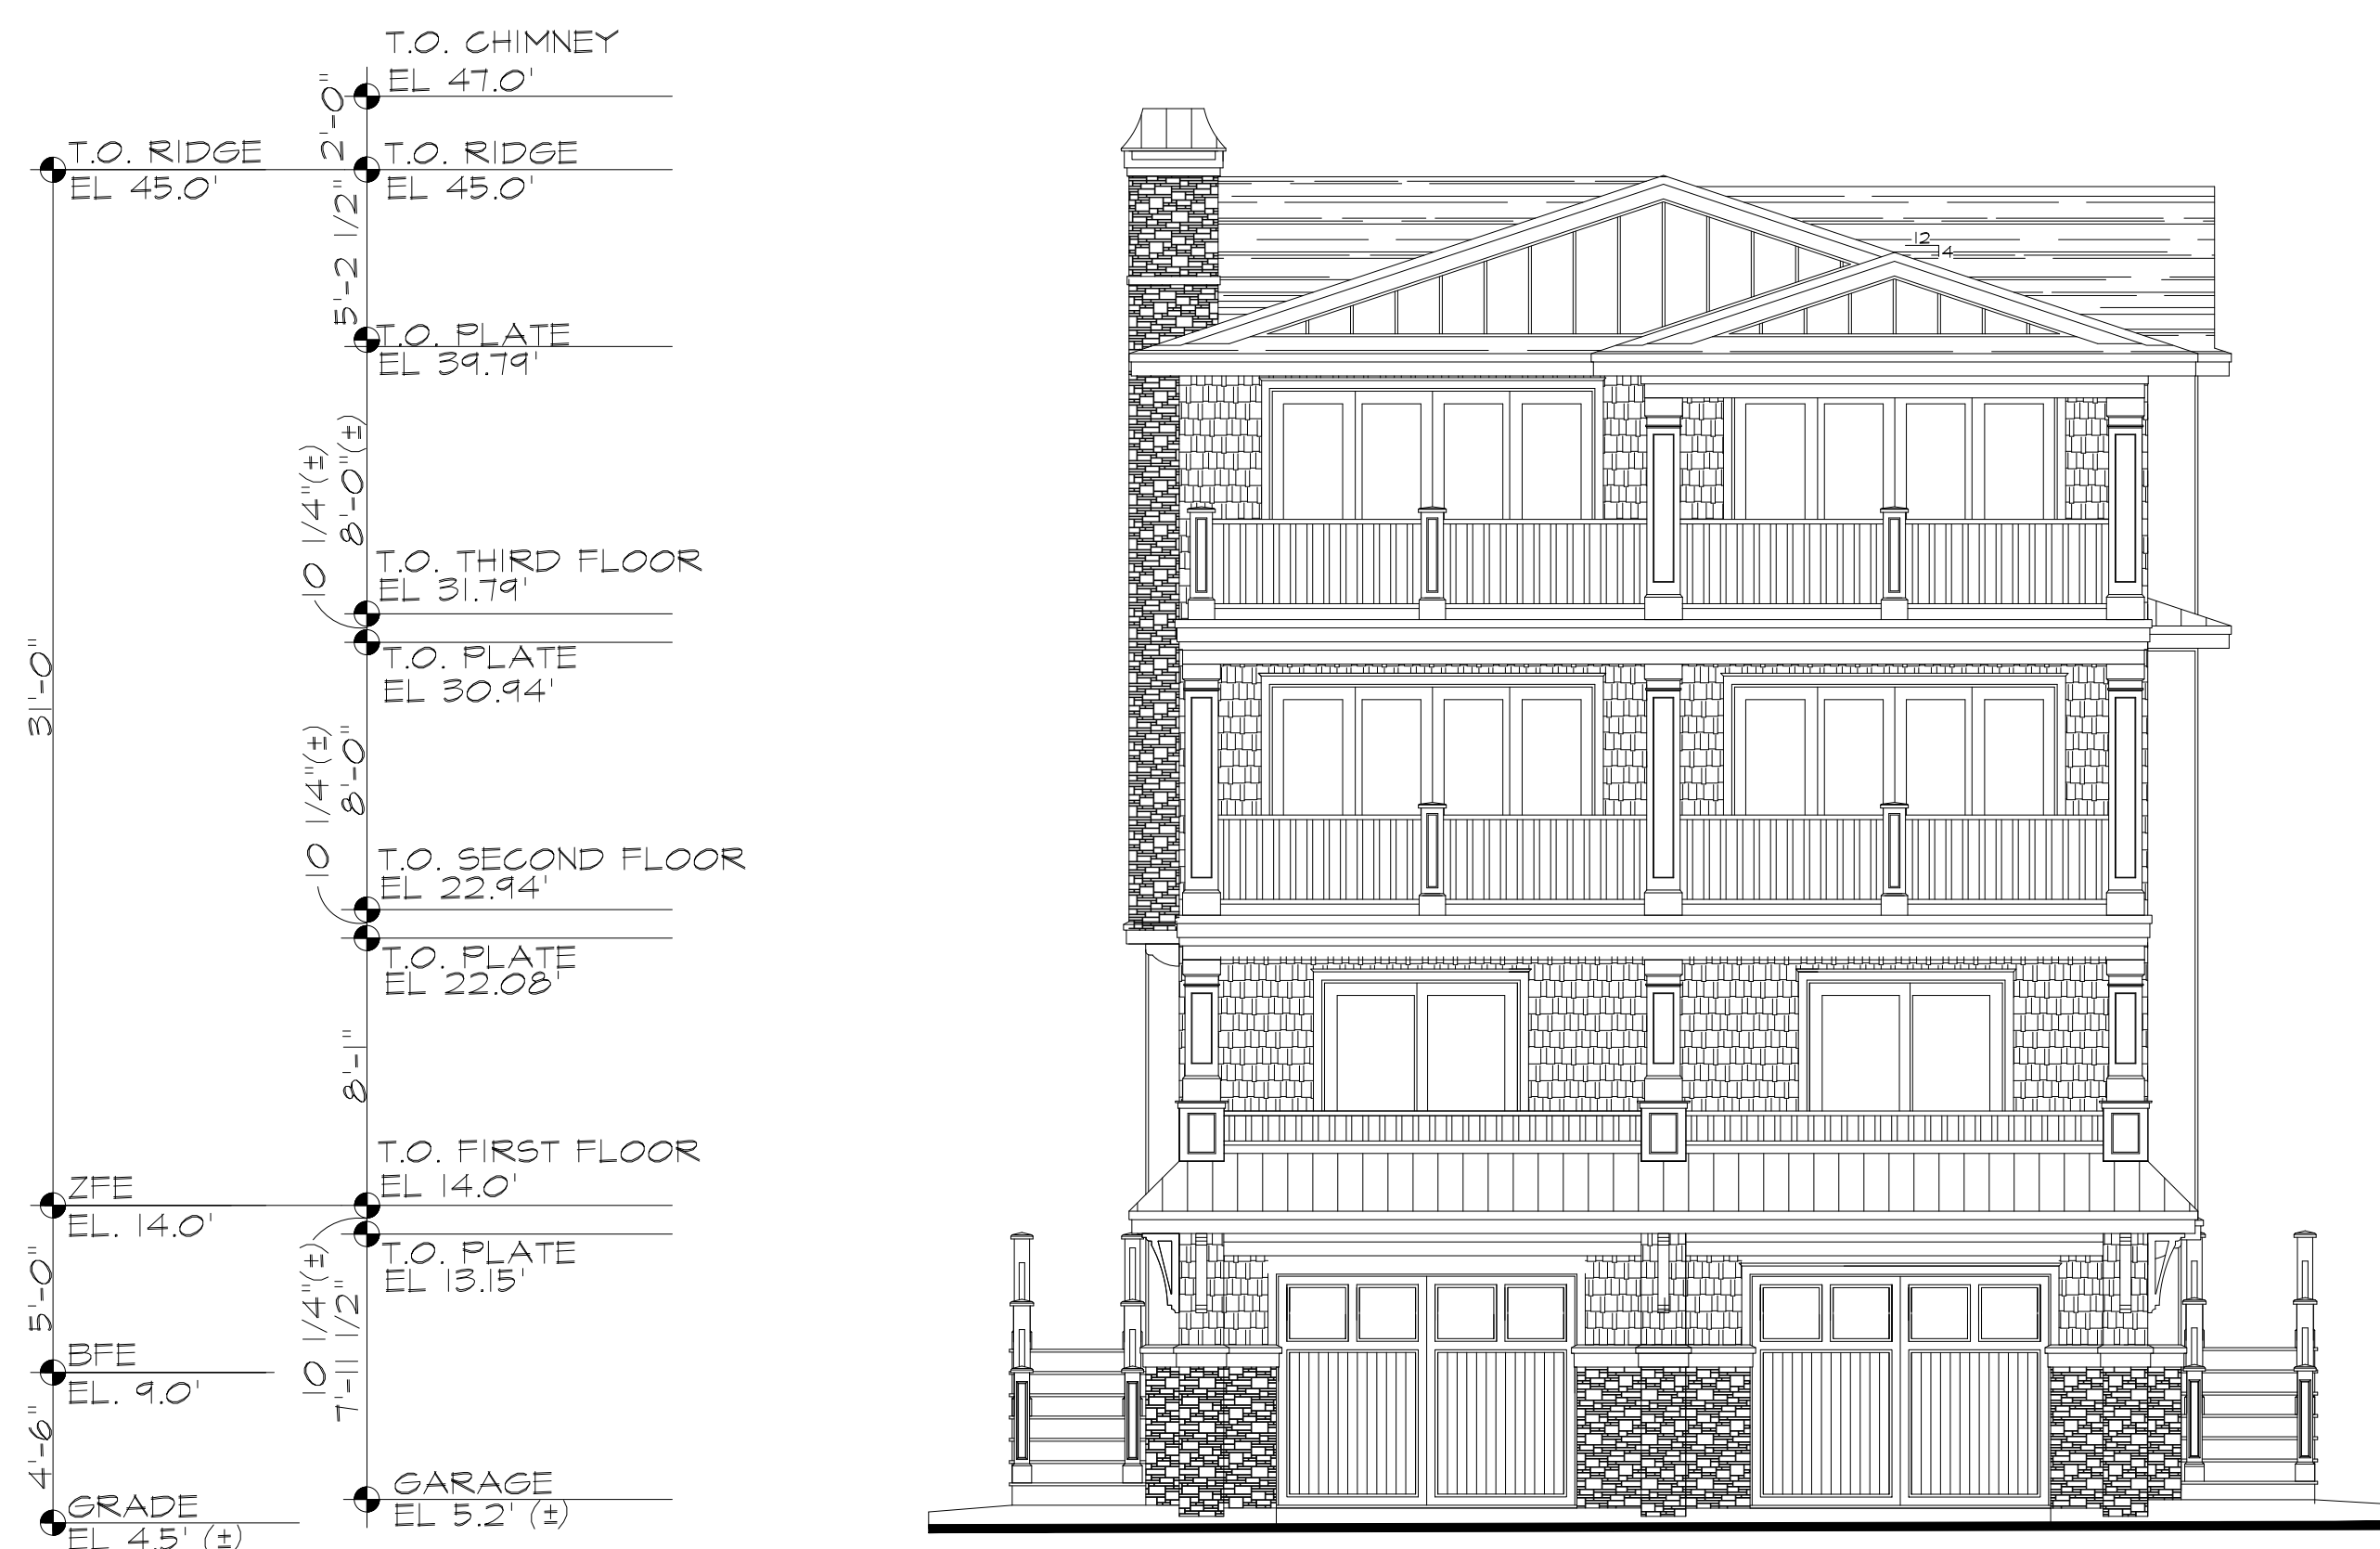 T.O. CHIMNEY
EL 47.0'
2'-0"
T.O. RIDGE
EL 45.0'
T.O. RIDGE
EL 45.0'
5'-2 1/2"
12
4
T.O. PLATE
EL 39.79'
8'-0"(±)
10 1/4"(±)
T.O. THIRD FLOOR
EL 31.79'
31'-0"
T.O. PLATE
EL 30.94'
8'-0"
10 1/4"(±)
T.O. SECOND FLOOR
EL 22.94'
T.O. PLATE
EL 22.08'
8'-1"
T.O. FIRST FLOOR
EL 14.0'
ZFE
EL. 14.0'
T.O. PLATE
EL 13.15'
5'-0"
10 1/4"(±)
7'-11 1/2"
BFE
EL. 9.0'
4'-6"
GARAGE
EL 5.2' (±)
GRADE
EL 4.5' (±)